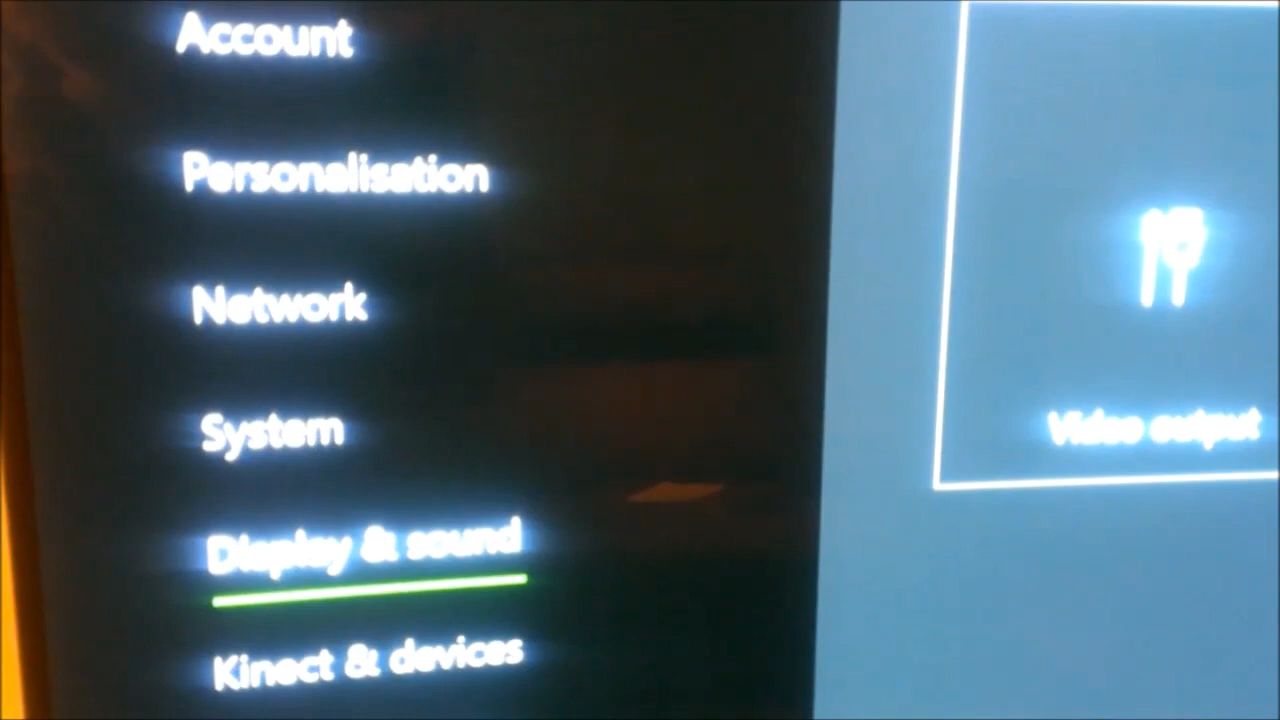 Account
Personalisation
Network
System
Display & sound
Kinect & devices
Video output